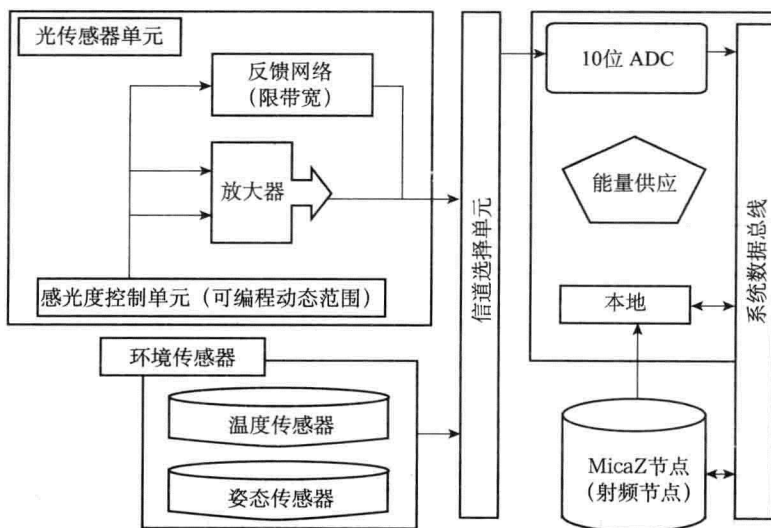 光传感器单元
反馈网络
(限带宽)
放大器
感光度控制单元（可编程动态范围）
环境传感器
温度传感器
姿态传感器
信道选择单元
10位 ADC
能量供应
本地
MicaZ节点
（射频节点）
系统数据总线